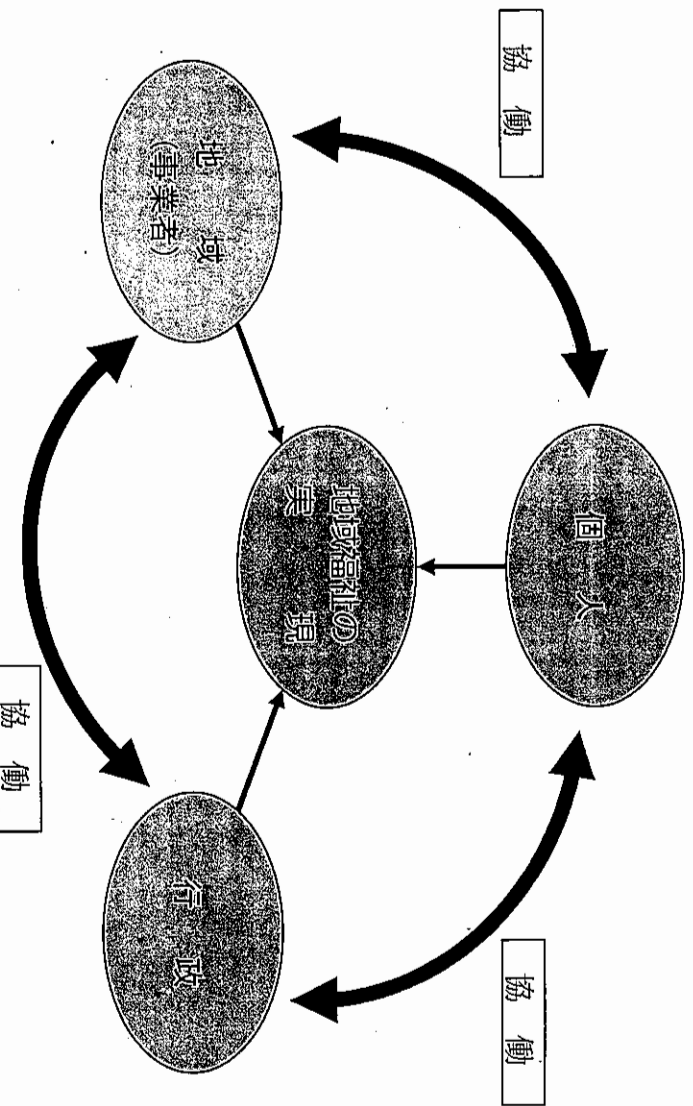 個　人
協　働
協　働
地域福祉の
実　現
地　域
(事業者)
行　政
協　働